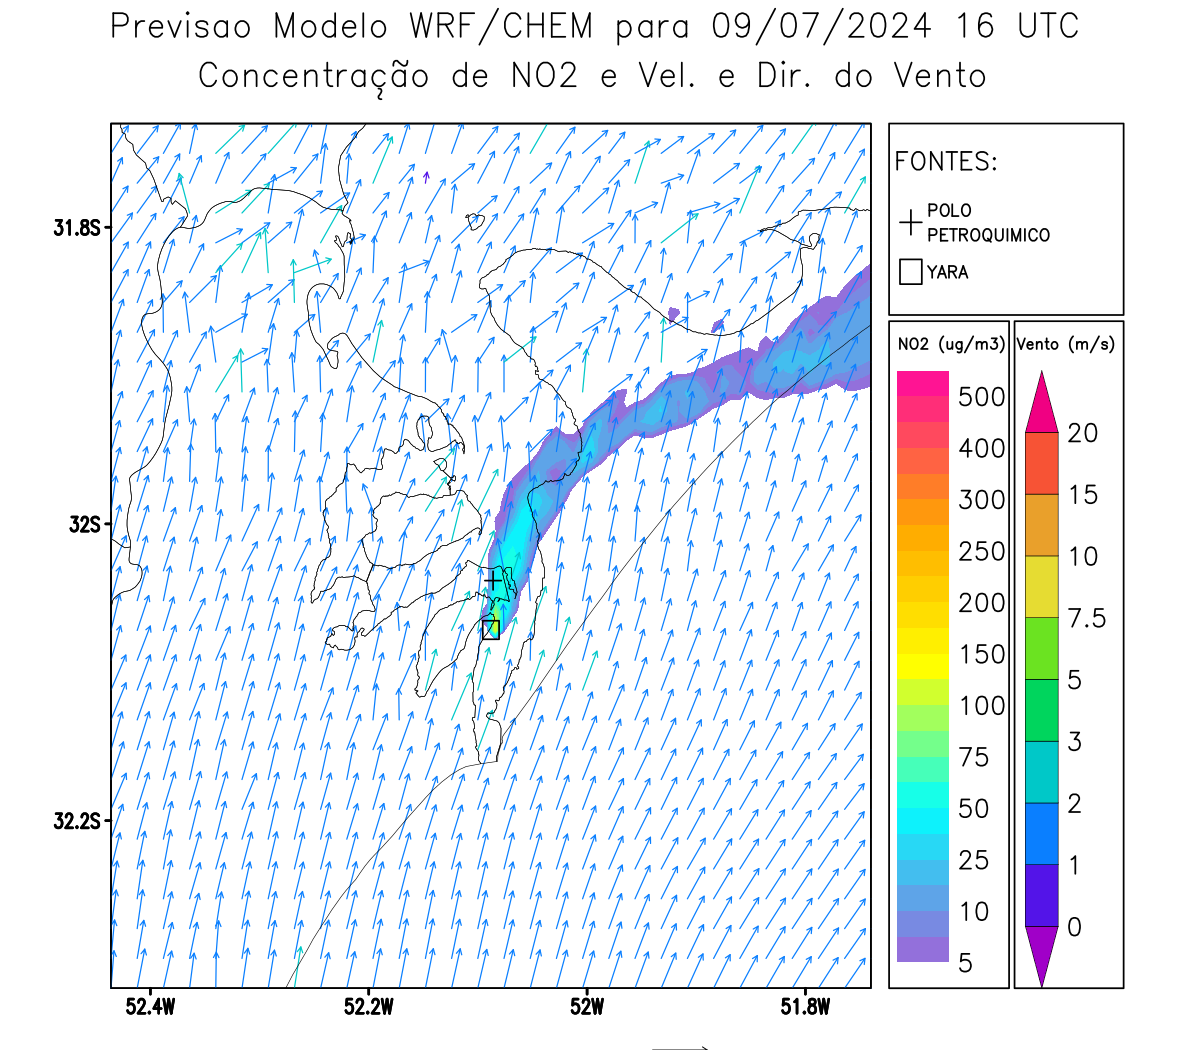 Previsao Modelo WRF/CHEM para 09/07/2024 16 UTC
Concentração de NO2 e Vel. e Dir. do Vento
FONTES:
POLO
PETROQUIMICO
YARA
NO2 (ug/m3)
500
400
300
250
200
150
100
75
50
25
10
5
Vento (m/s)
20
15
10
7.5
5
3
2
1
0
31.8S
32S
32.2S
52.4W
52.2W
52W
51.8W